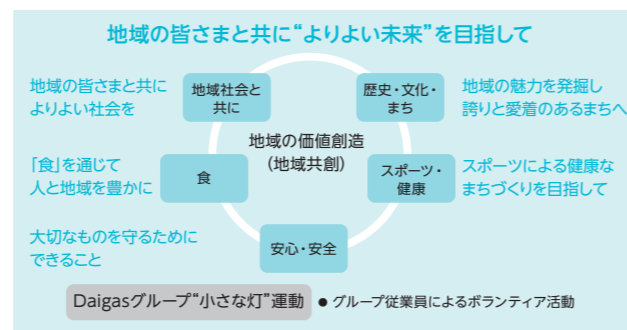 地域の皆さまと共に“よりよい未来”を目指して
地域の皆さまと共に
よりよい社会を
地域社会と
共に
歴史・文化・
まち
地域の魅力を発掘し
誇りと愛着のあるまちへ
地域の価値創造
(地域共創)
「食」を通じて
人と地域を豊かに
食
スポーツ・
健康
スポーツによる健康な
まちづくりを目指して
大切なものを守るために
できること
安心・安全
Daigasグループ“小さな灯”運動
● グループ従業員によるボランティア活動